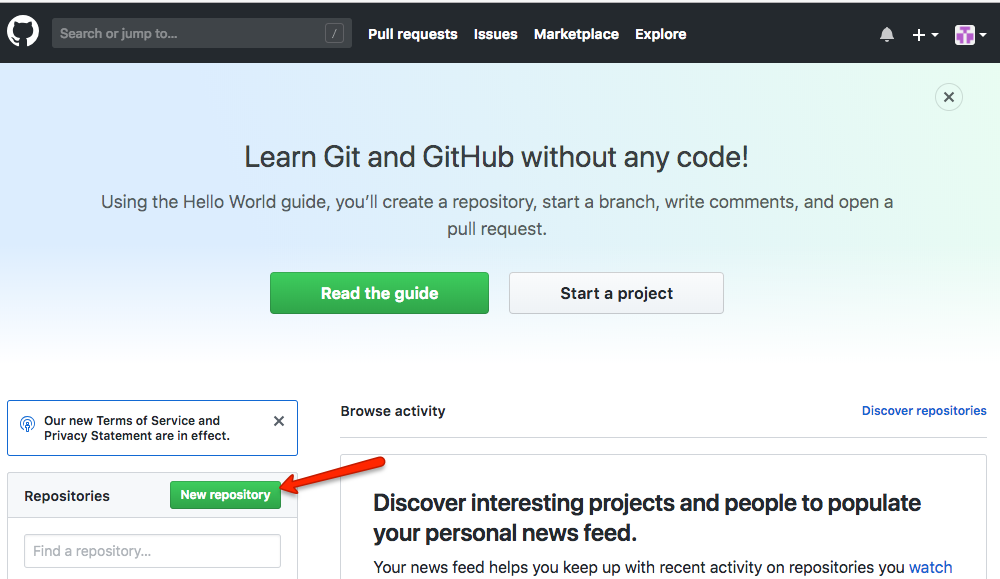 Search or jump to...
/
Pull requests
Issues
Marketplace
Explore
Learn Git and GitHub without any code!
Using the Hello World guide, you’ll create a repository, start a branch, write comments, and open a
pull request.
Read the guide
Start a project
Our new Terms of Service and
Privacy Statement are in effect.
Repositories
New repository
Find a repository...
Browse activity
Discover repositories
Discover interesting projects and people to populate
your personal news feed.
Your news feed helps you keep up with recent activity on repositories you watch